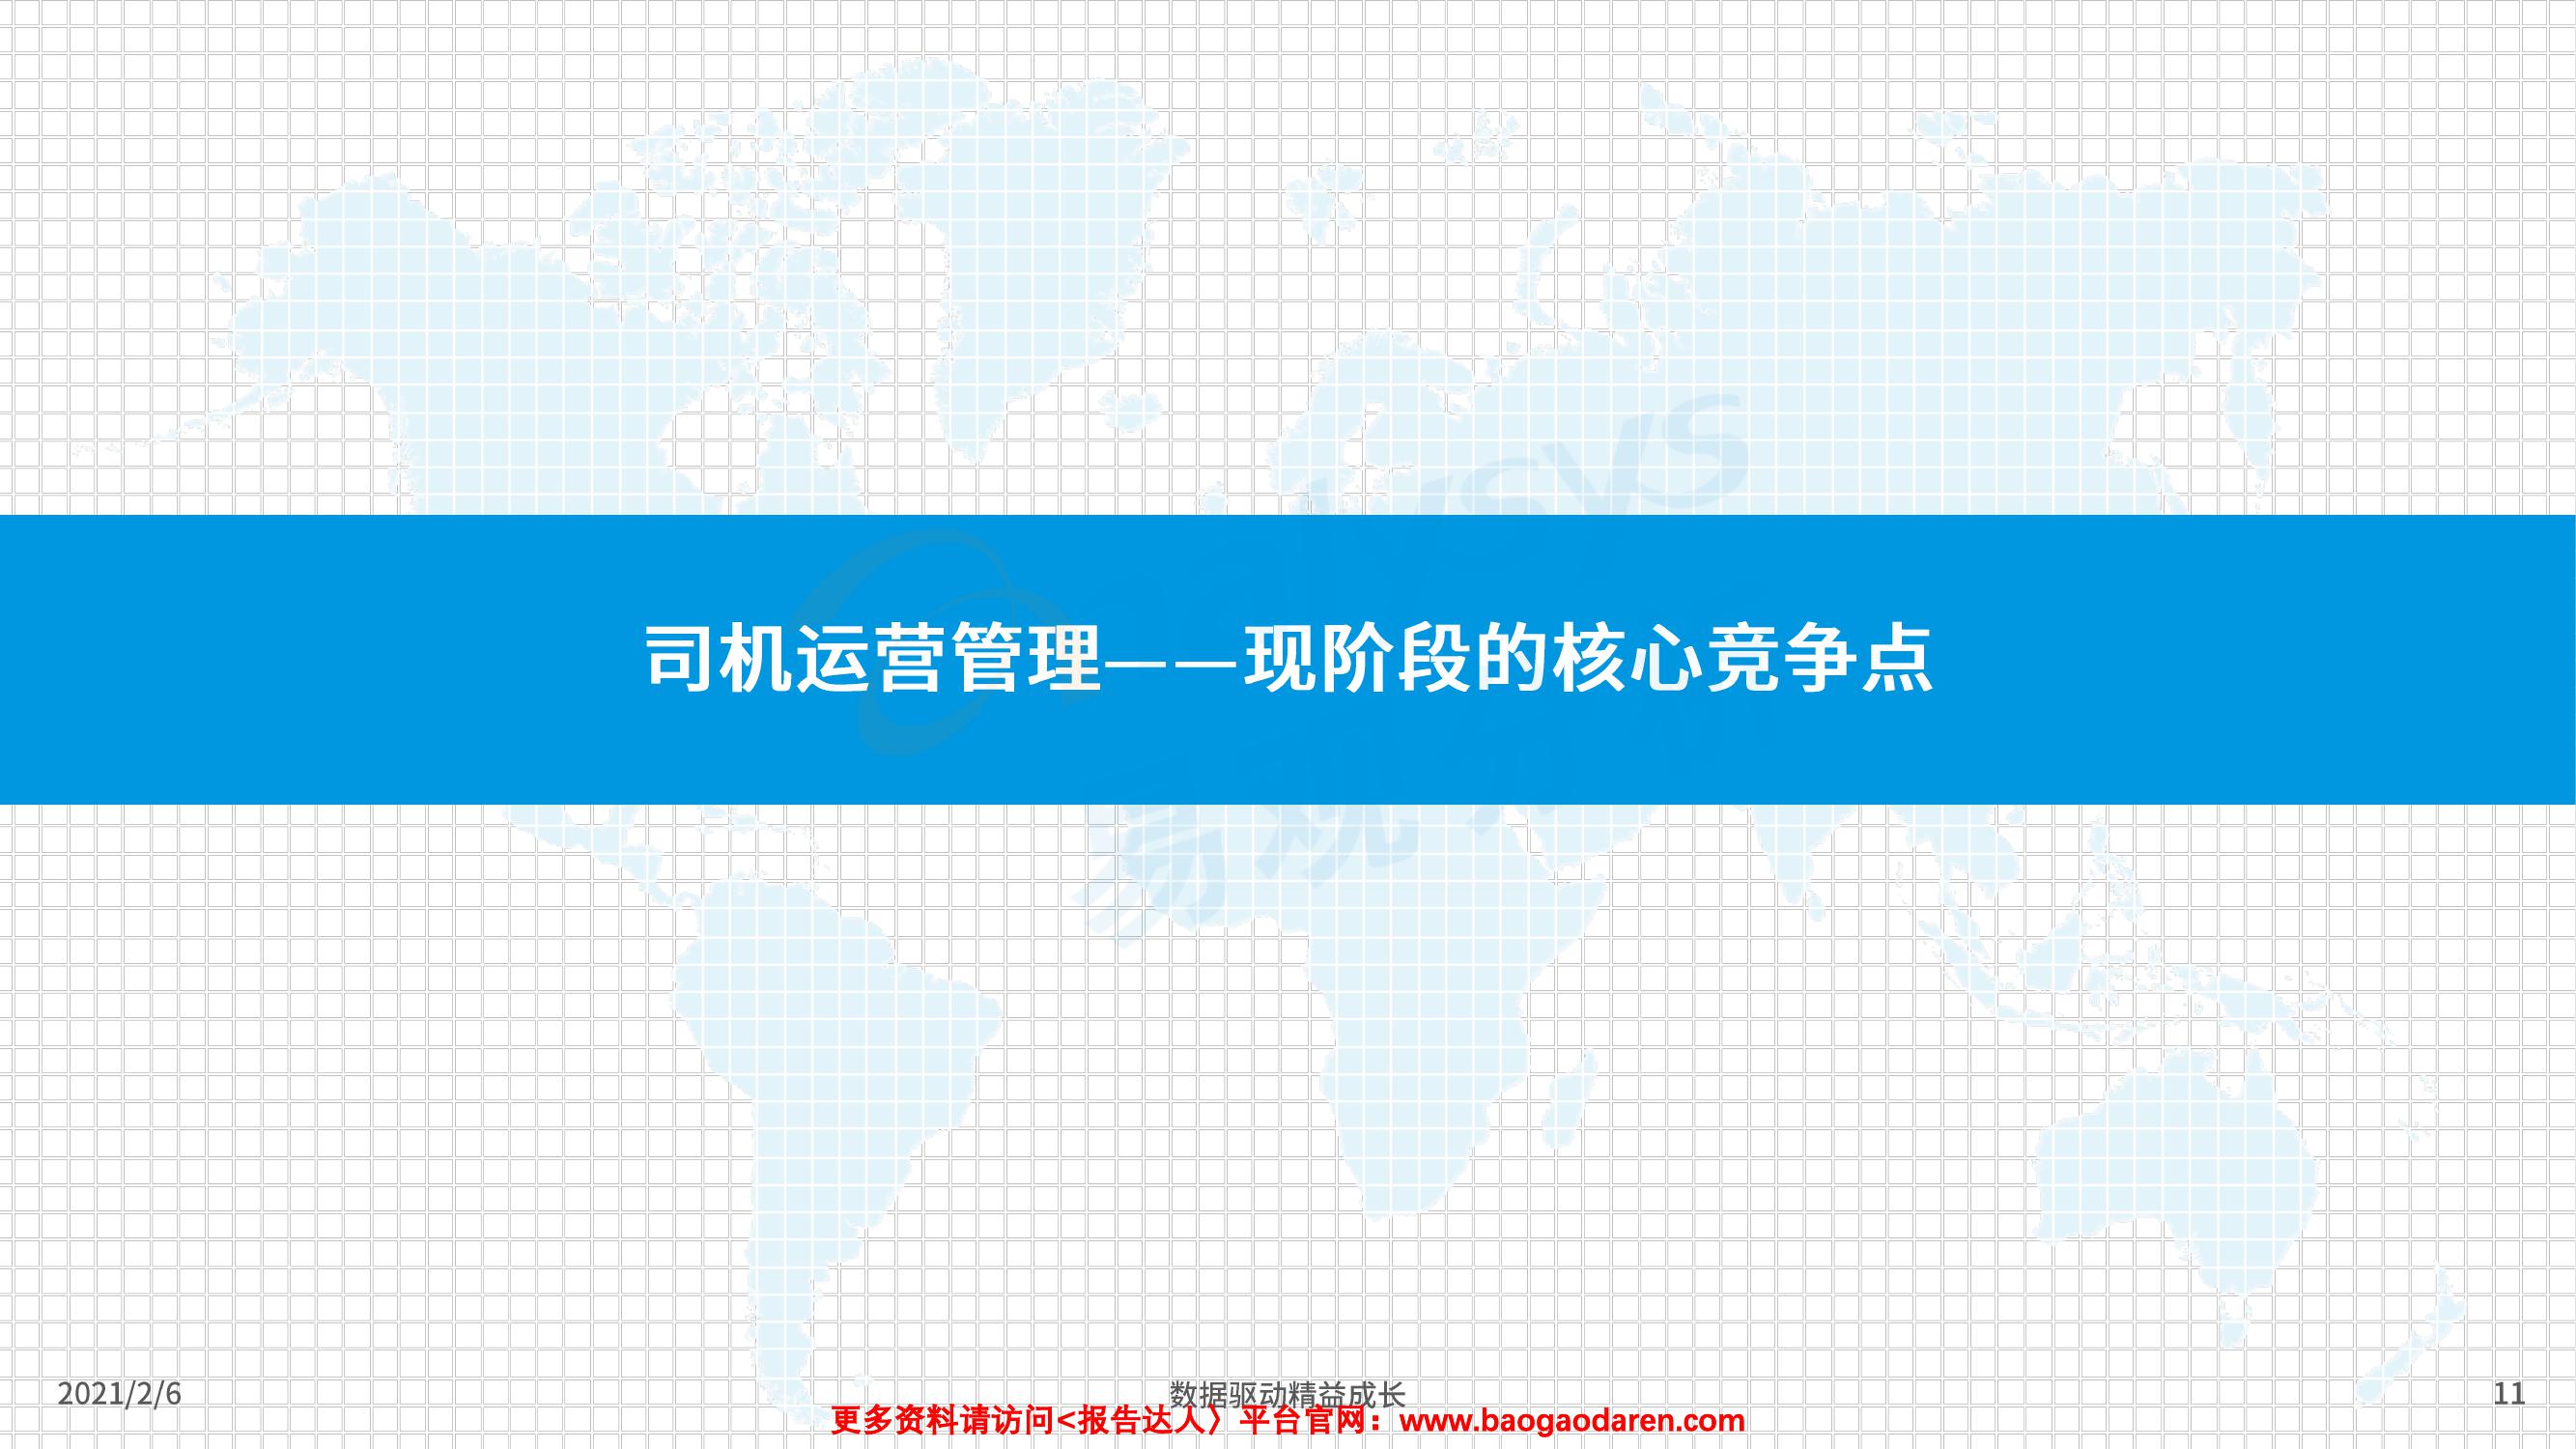 司机运营管理——现阶段的核心竞争点
易观
2021/2/6
数据驱动精益成长
11
更多资料请访问<报告达人〉平台官网：www.baogaodaren.com